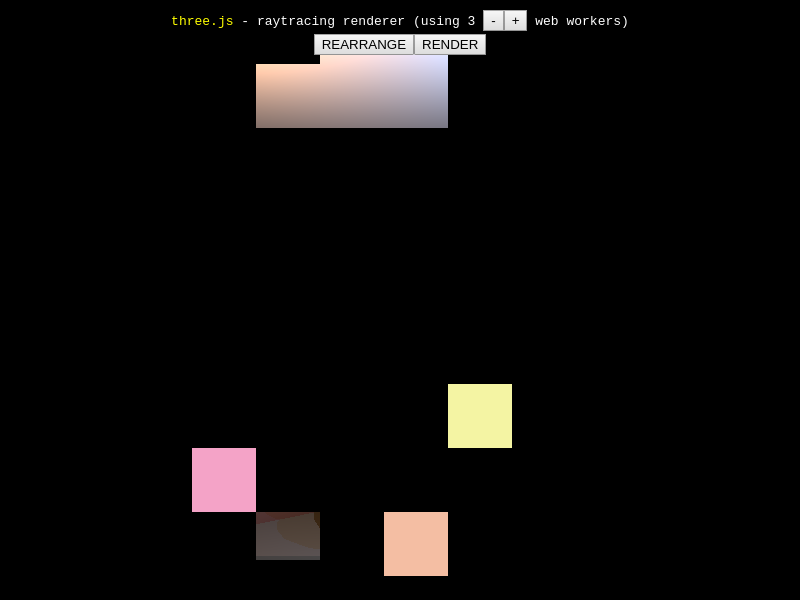 three.js - raytracing renderer (using 3 - + web workers)
REARRANGE RENDER